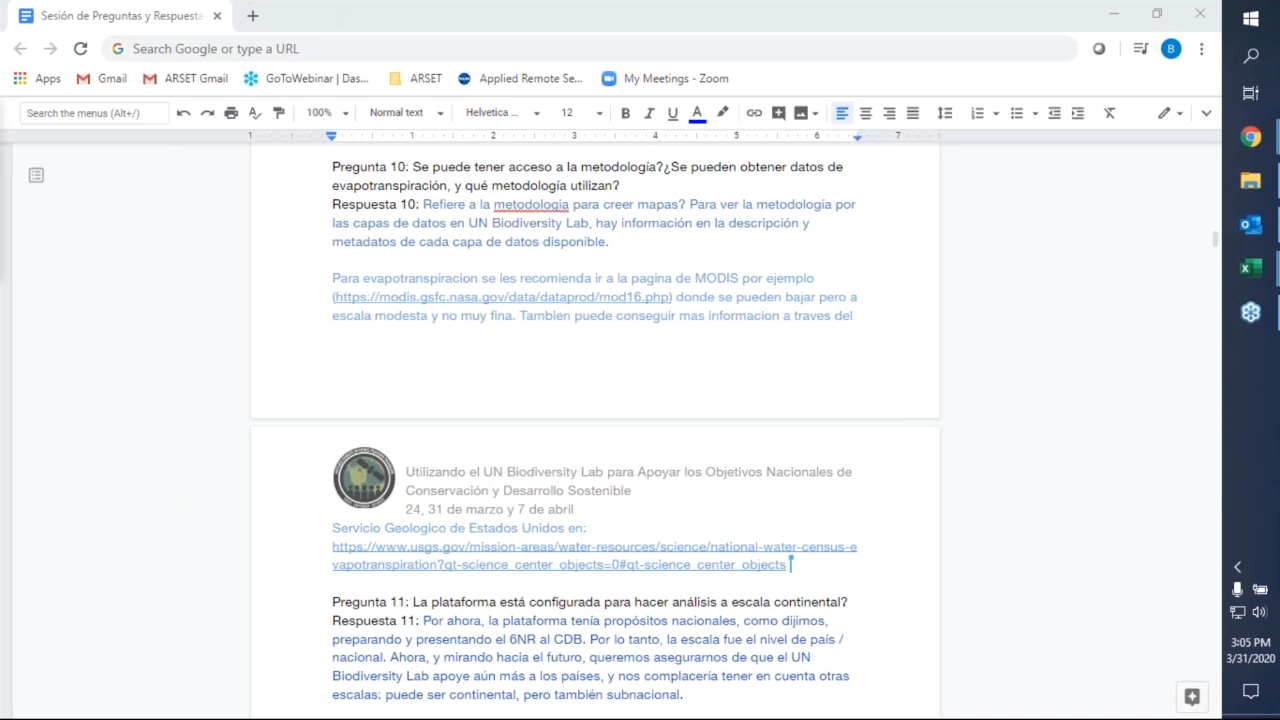 Sesión de Preguntas y Respuesta
Search Google or type a URL
B
Apps
Gmail
ARSET Gmail
GoToWebinar | Das...
ARSET
Applied Remote Se...
My Meetings - Zoom
Search the menus (Alt+/)
100%
Normal text
Helvetica ...
12
B I U A
1 1 2 3 4 5 6 7
Pregunta 10: Se puede tener acceso a la metodología?¿Se pueden obtener datos de
evapotranspiración, y qué metodología utilizan?
Respuesta 10: Refiere a la metodologia para creer mapas? Para ver la metodología por
las capas de datos en UN Biodiversity Lab, hay información en la descripción y
metadatos de cada capa de datos disponible.
Para evapotranspiracion se les recomienda ir a la pagina de MODIS por ejemplo
(https://modis.gsfc.nasa.gov/data/dataprod/mod16.php) donde se pueden bajar pero a
escala modesta y no muy fina. Tambien puede conseguir mas informacion a traves del
Utilizando el UN Biodiversity Lab para Apoyar los Objetivos Nacionales de
Conservación y Desarrollo Sostenible
24, 31 de marzo y 7 de abril
Servicio Geologico de Estados Unidos en:
https://www.usgs.gov/mission-areas/water-resources/science/national-water-census-e
vapotranspiration?qt-science_center_objects=0#qt-science_center_objects
Pregunta 11: La plataforma está configurada para hacer análisis a escala continental?
Respuesta 11: Por ahora, la plataforma tenía propósitos nacionales, como dijimos,
preparando y presentando el 6NR al CDB. Por lo tanto, la escala fue el nivel de país /
nacional. Ahora, y mirando hacia el futuro, queremos asegurarnos de que el UN
Biodiversity Lab apoye aún más a los países, y nos complacería tener en cuenta otras
escalas: puede ser continental, pero también subnacional.
3:05 PM
3/31/2020